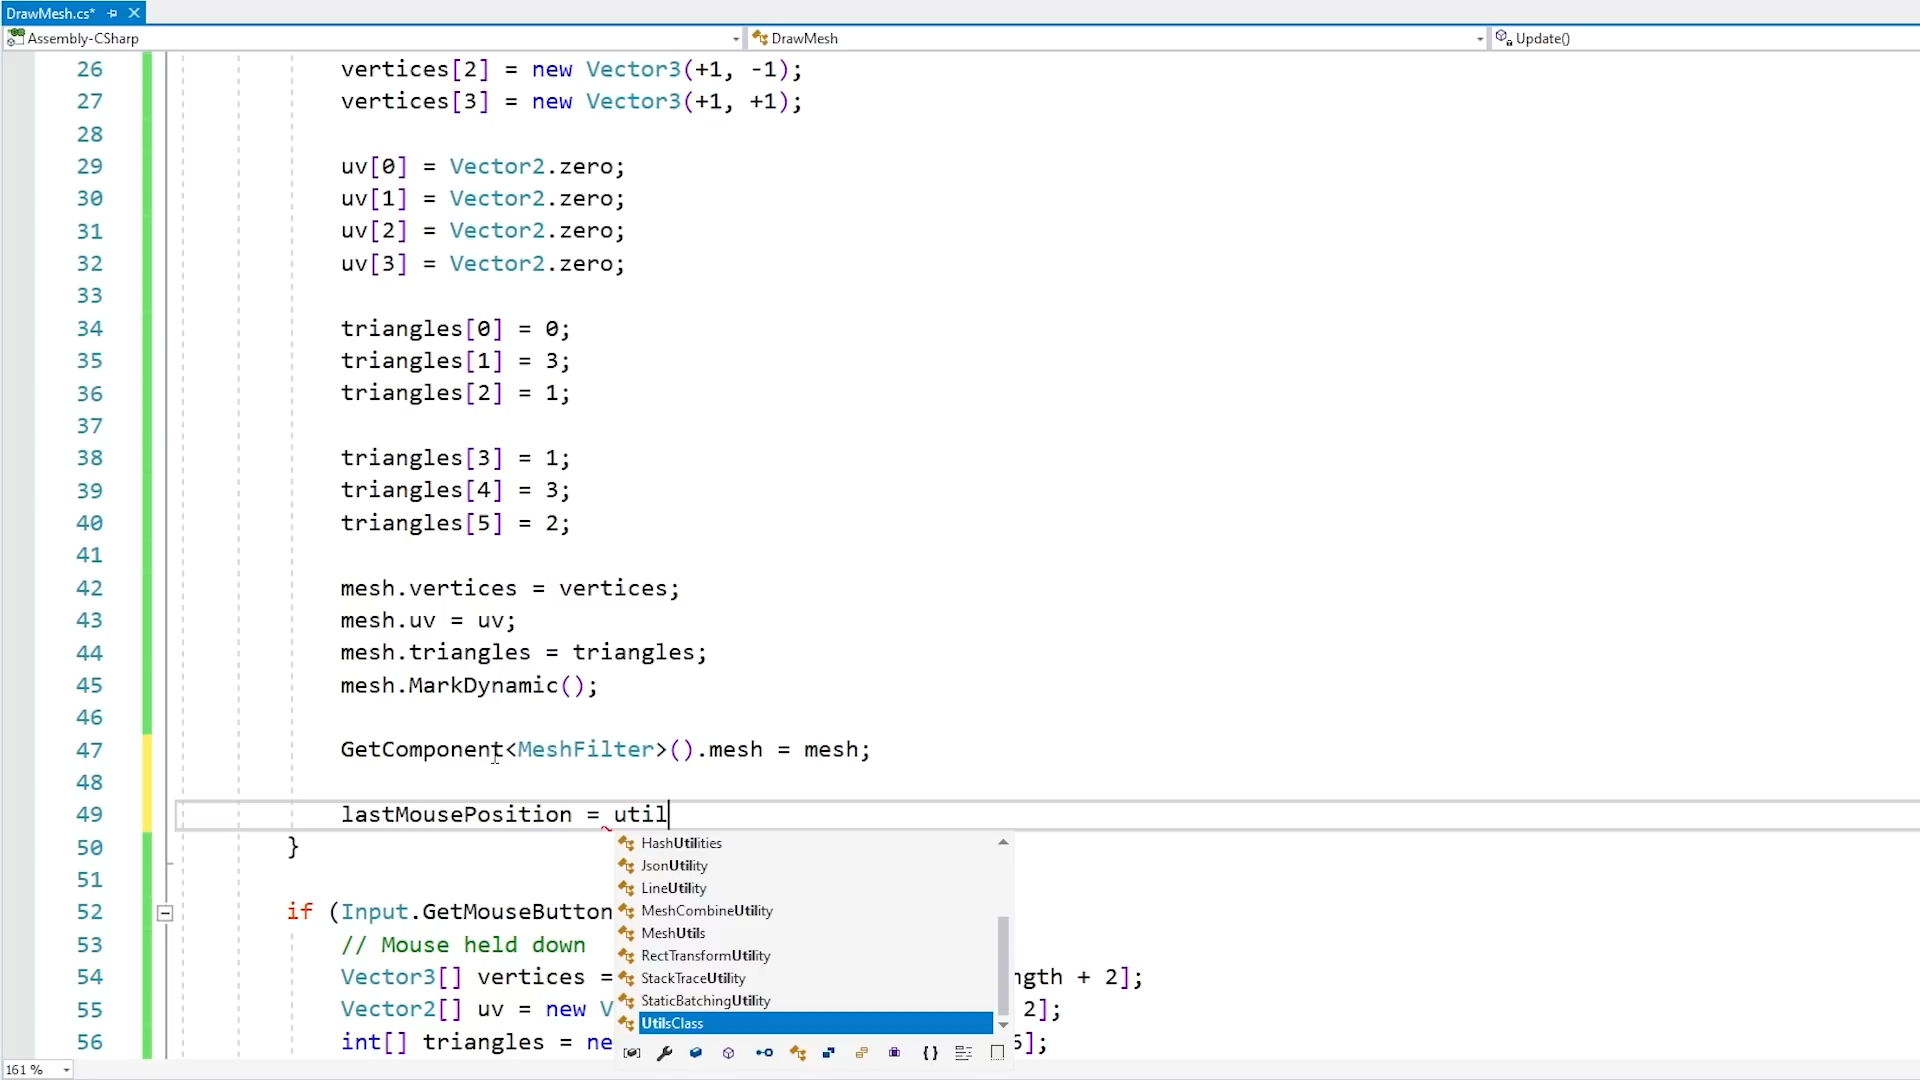 DrawMesh.cs*
Assembly-CSharp
DrawMesh
Update()
26 vertices[2] = new Vector3(+1, -1);
27 vertices[3] = new Vector3(+1, +1);
28
29 uv[0] = Vector2.zero;
30 uv[1] = Vector2.zero;
31 uv[2] = Vector2.zero;
32 uv[3] = Vector2.zero;
33
34 triangles[0] = 0;
35 triangles[1] = 3;
36 triangles[2] = 1;
37
38 triangles[3] = 1;
39 triangles[4] = 3;
40 triangles[5] = 2;
41
42 mesh.vertices = vertices;
43 mesh.uv = uv;
44 mesh.triangles = triangles;
45 mesh.MarkDynamic();
46
47 GetComponent<MeshFilter>().mesh = mesh;
48
49 lastMousePosition = util
50 }
51
52 if (Input.GetMouseButton
53 // Mouse held down
54 Vector3[] vertices = ngth + 2];
55 Vector2[] uv = new V 2];
56 int[] triangles = ne 6];
HashUtilities
JsonUtility
LineUtility
MeshCombineUtility
MeshUtils
RectTransformUtility
StackTraceUtility
StaticBatchingUtility
UtilsClass
161 %